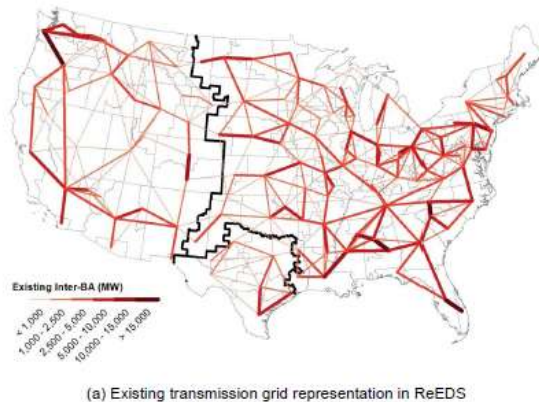 Existing Inter-BA (MW)
< 1,000
1,000 - 2,500
2,500 - 5,000
5,000 - 10,000
10,000 - 15,000
> 15,000
(a) Existing transmission grid representation in ReEDS